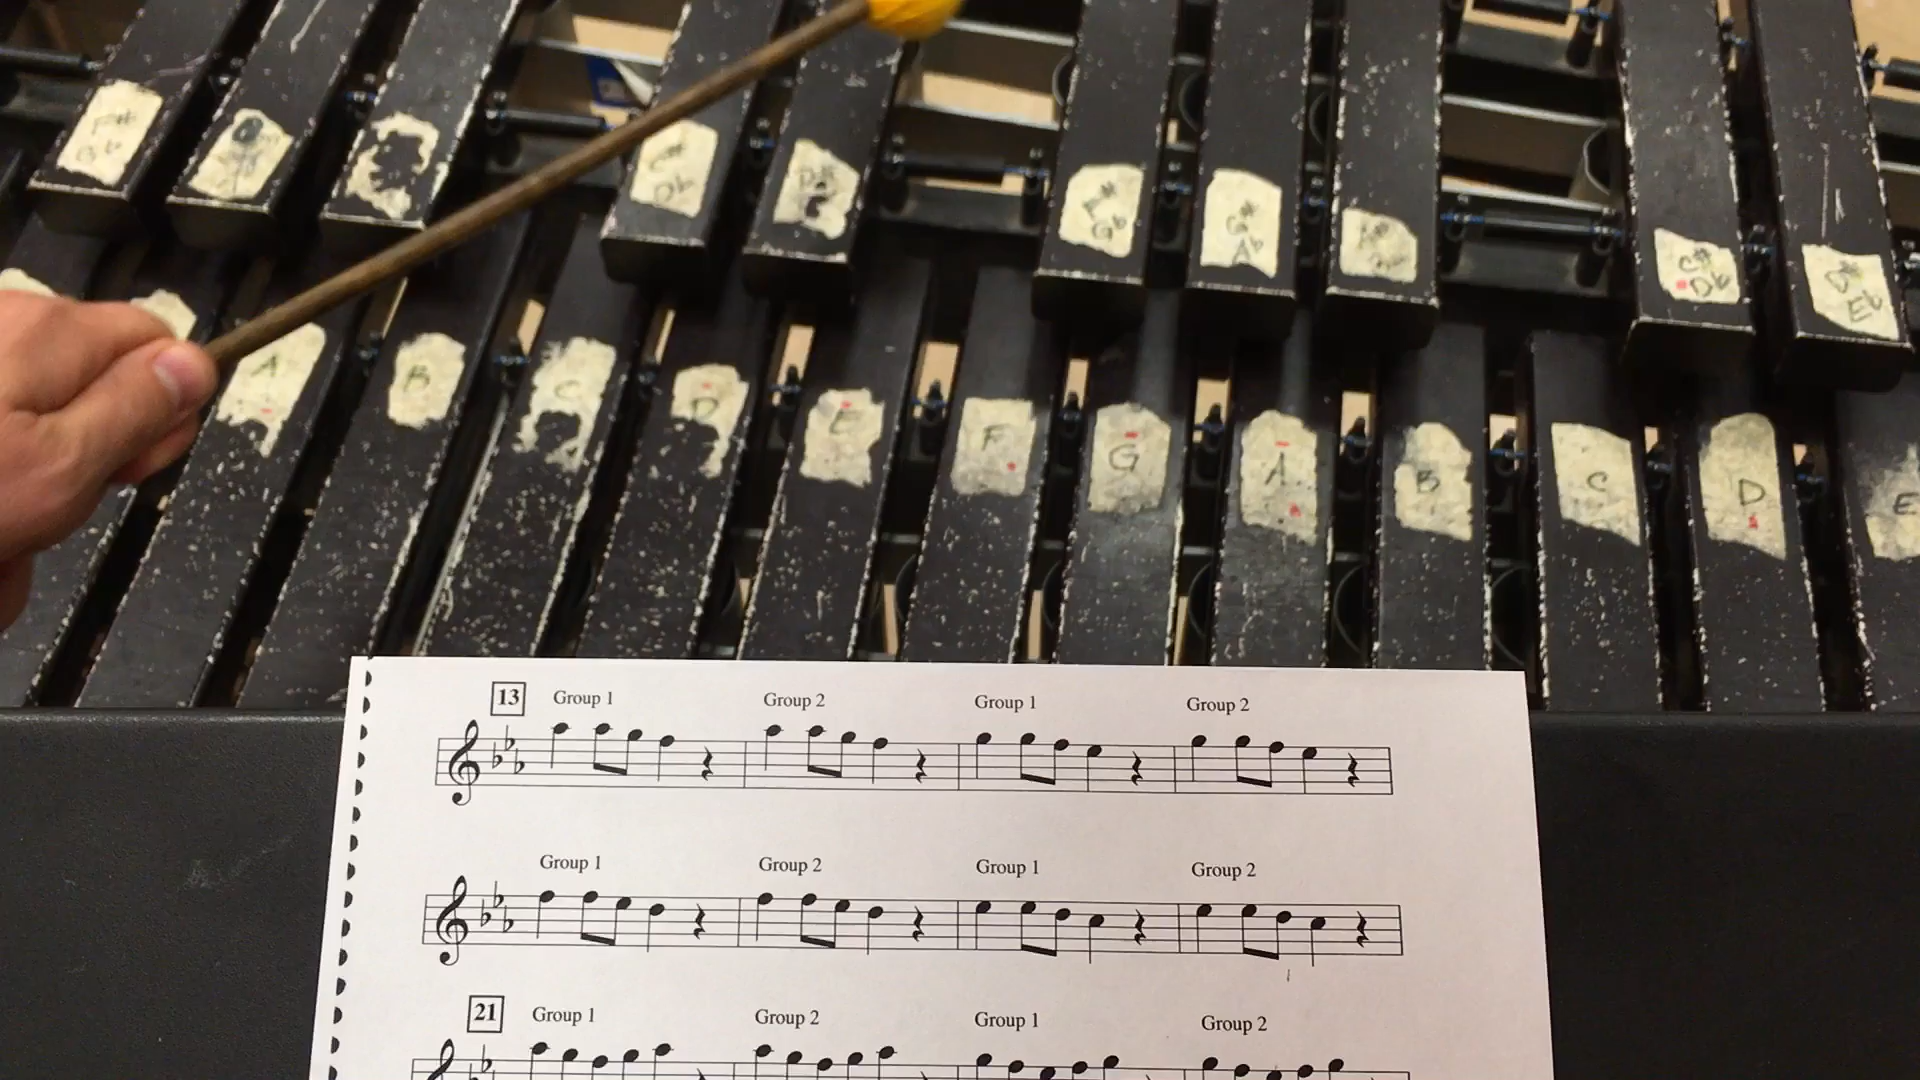 F# C# D# F# G# A# C# D#
Gb Db Gb Ab Db Eb
A B C D E F G A B C D E
13 Group 1 Group 2 Group 1 Group 2
Group 1 Group 2 Group 1 Group 2
21 Group 1 Group 2 Group 1 Group 2